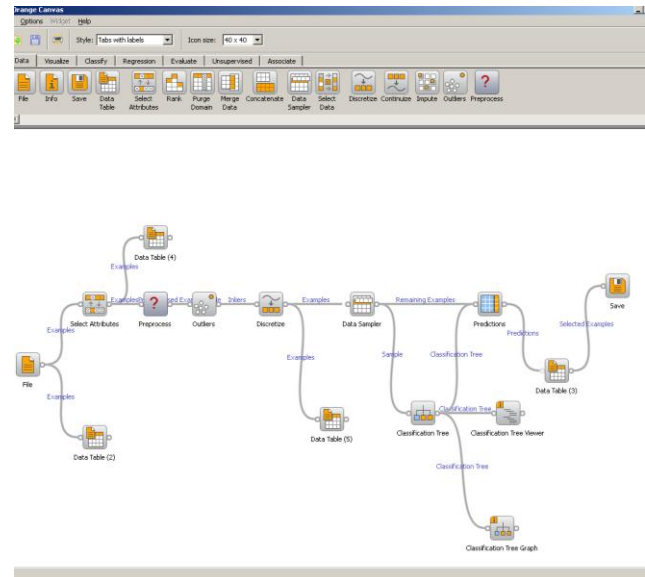 Orange Canvas
Options Widget Help
Style: Tabs with labels Icon size: 40 x 40
Data Visualize Classify Regression Evaluate Unsupervised Associate
File Info Save Data Table Select Attributes Rank Purge Domain Merge Data Concatenate Data Sampler Select Data Discretize Continuize Impute Outliers Preprocess
Data Table (4)
Examples
Save
Examples Inliers Examples Remaining Examples Selected Examples
Select Attributes Preprocess Outliers Discretize Data Sampler Predictions
Examples Predictions
Examples Sample Classification Tree
File
Data Table (3)
Examples
Classification Tree
Classification Tree Classification Tree Viewer
Data Table (2) Data Table (5)
Classification Tree
Classification Tree Graph